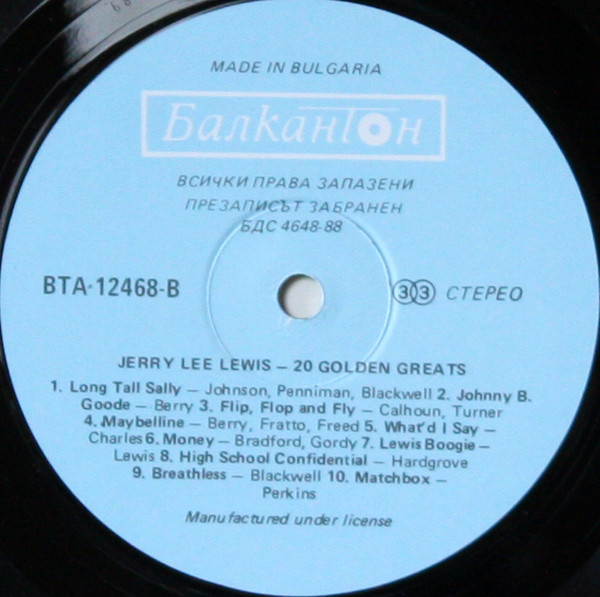 MADE IN BULGARIA
Балкантон
ВСИЧКИ ПРАВА ЗАПАЗЕНИ
ПРЕЗАПИСЪТ ЗАБРАНЕН
БДС 4648-88
ВТА-12468-В
33 СТЕРЕО
JERRY LEE LEWIS – 20 GOLDEN GREATS
1. Long Tall Sally – Johnson, Penniman, Blackwell 2. Johnny B.
Goode – Berry 3. Flip, Flop and Fly – Calhoun, Turner
4. Maybelline – Berry, Fratto, Freed 5. What'd I Say –
Charles 6. Money – Bradford, Gordy 7. Lewis Boogie –
Lewis 8. High School Confidential – Hardgrove
9. Breathless – Blackwell 10. Matchbox –
Perkins
Manufactured under license